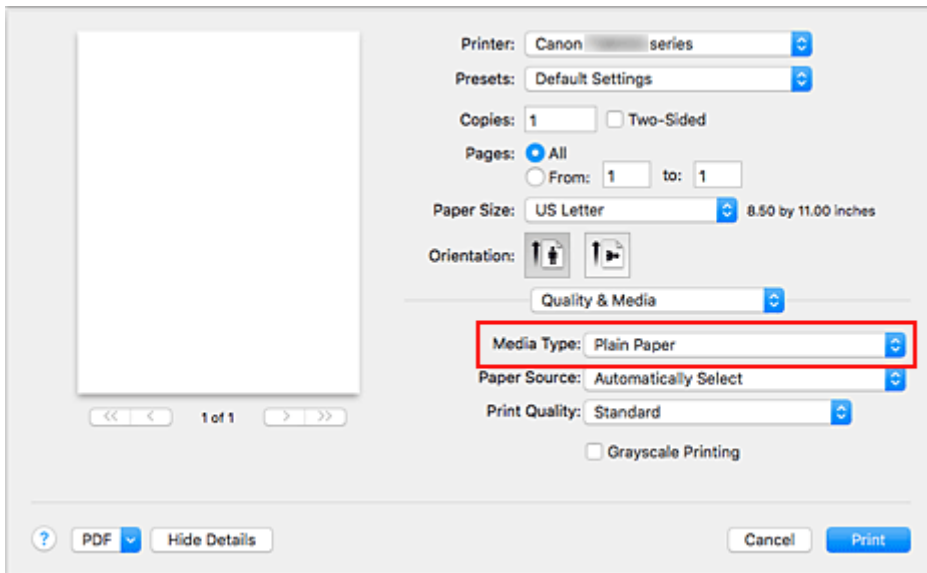 Printer: Canon series
Presets: Default Settings
Copies: 1 Two-Sided
Pages: All
From: 1 to: 1
Paper Size: US Letter 8.50 by 11.00 inches
Orientation:
Quality & Media
Media Type: Plain Paper
Paper Source: Automatically Select
Print Quality: Standard
Grayscale Printing
<< < 1 of 1 > >>
? PDF Hide Details Cancel Print